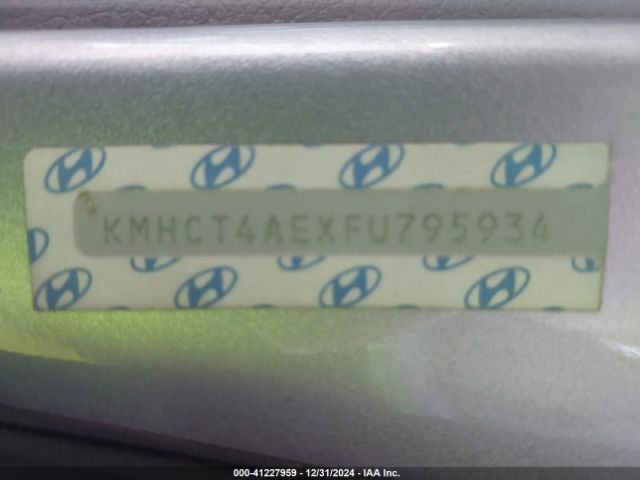 KMHCT4AEXFU795934
000-41227959 — 12/31/2024 — IAA Inc.